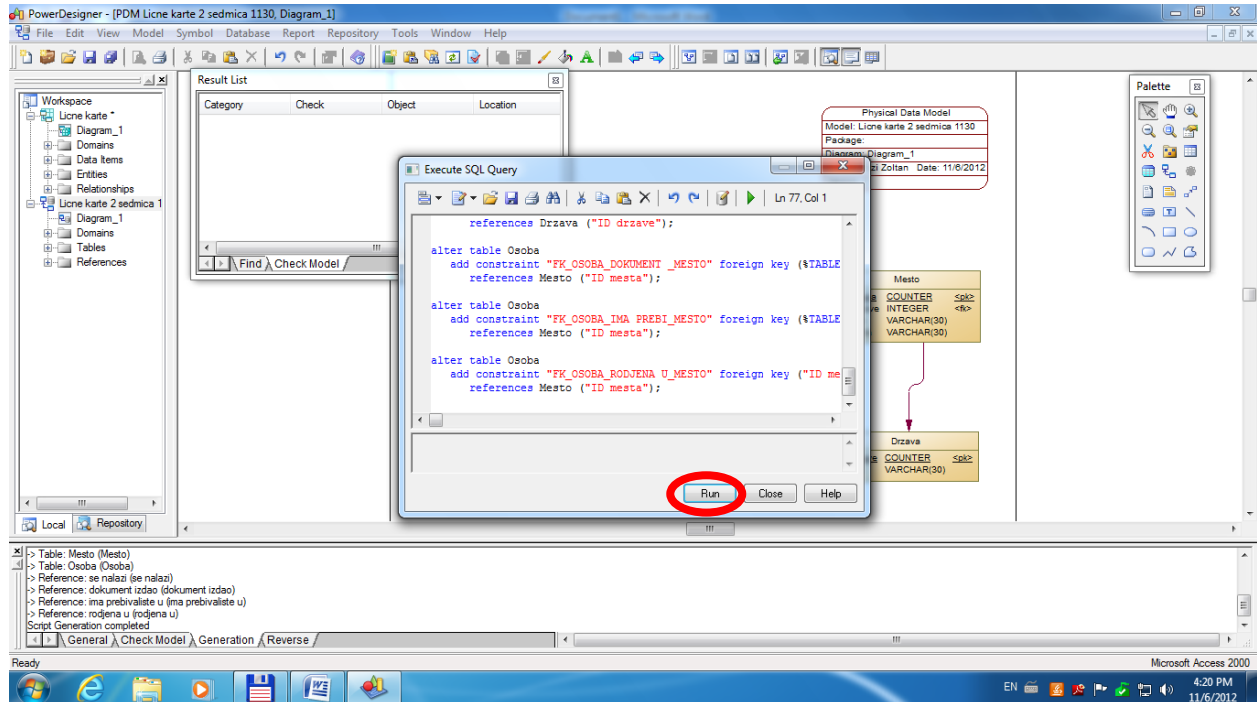 PowerDesigner - [PDM Licne karte 2 sedmica 1130, Diagram_1]
File Edit View Model Symbol Database Report Repository Tools Window Help
Result List
Category Check Object Location
Find Check Model
Workspace
Licne karte *
Diagram_1
Domains
Data Items
Entities
Relationships
Licne karte 2 sedmica 1
Diagram_1
Domains
Tables
References
Local Repository
Physical Data Model
Model: Licne karte 2 sedmica 1130
Package:
Diagram: Diagram_1
zi Zoltan Date: 11/6/2012
Palette
Execute SQL Query
Ln 77, Col 1
references Drzava ("ID drzave");
alter table Osoba
add constraint "FK_OSOBA_DOKUMENT _MESTO" foreign key (%TABLE
references Mesto ("ID mesta");
alter table Osoba
add constraint "FK_OSOBA_IMA PREBI_MESTO" foreign key (%TABLE
references Mesto ("ID mesta");
alter table Osoba
add constraint "FK_OSOBA_RODJENA U_MESTO" foreign key ("ID me
references Mesto ("ID mesta");
Run Close Help
Mesto
COUNTER <pk>
INTEGER <fk>
VARCHAR(30)
VARCHAR(30)
Drzava
COUNTER <pk>
VARCHAR(30)
-> Table: Mesto (Mesto)
-> Table: Osoba (Osoba)
-> Reference: se nalazi (se nalazi)
-> Reference: dokument izdao (dokument izdao)
-> Reference: ima prebivaliste u (ima prebivaliste u)
-> Reference: rodjena u (rodjena u)
Script Generation completed
General Check Model Generation Reverse
Ready
Microsoft Access 2000
EN
4:20 PM
11/6/2012